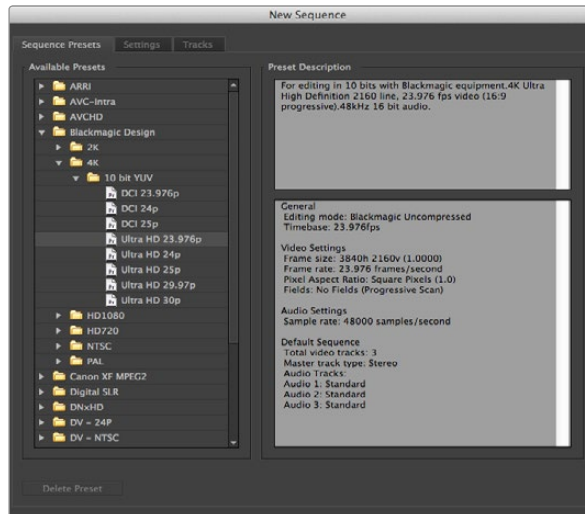 New Sequence
Sequence Presets
Settings
Tracks
Available Presets
ARRI
AVC-Intra
AVCHD
Blackmagic Design
2K
4K
10 bit YUV
DCI 23.976p
DCI 24p
DCI 25p
Ultra HD 23.976p
Ultra HD 24p
Ultra HD 25p
Ultra HD 29.97p
Ultra HD 30p
HD1080
HD720
NTSC
PAL
Canon XF MPEG2
Digital SLR
DNxHD
DV - 24P
DV - NTSC
Delete Preset
Preset Description
For editing in 10 bits with Blackmagic equipment.4K Ultra
High Definition 2160 line, 23.976 fps video (16:9
progressive).48kHz 16 bit audio.
General
Editing mode: Blackmagic Uncompressed
Timebase: 23.976fps
Video Settings
Frame size: 3840h 2160v (1.0000)
Frame rate: 23.976 frames/second
Pixel Aspect Ratio: Square Pixels (1.0)
Fields: No Fields (Progressive Scan)
Audio Settings
Sample rate: 48000 samples/second
Default Sequence
Total video tracks: 3
Master track type: Stereo
Audio Tracks:
Audio 1: Standard
Audio 2: Standard
Audio 3: Standard